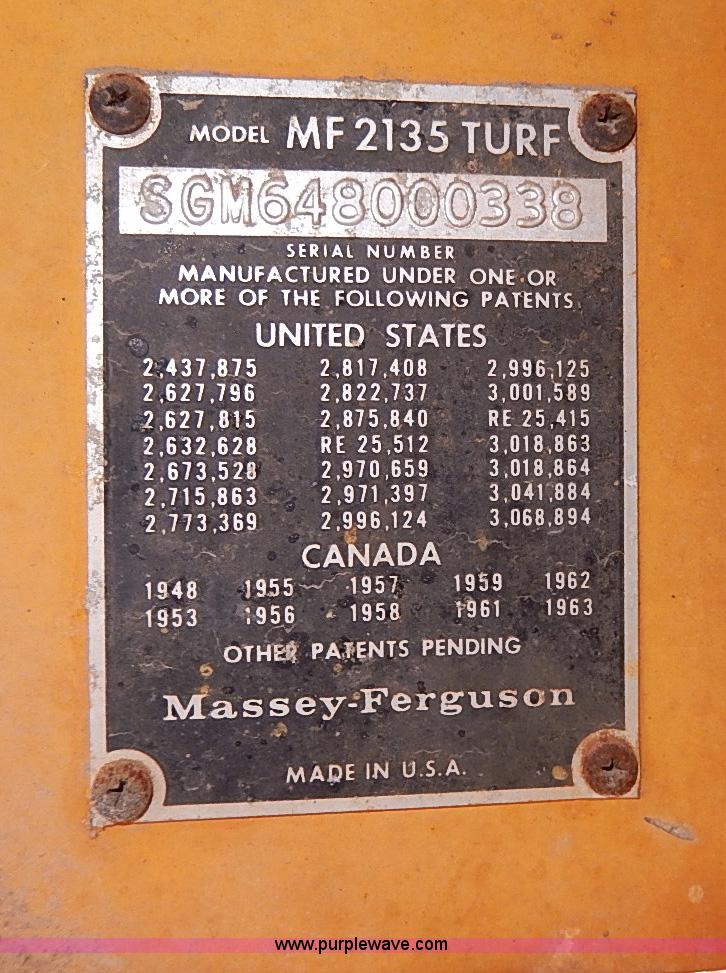 MODEL MF 2135 TURF
SGM648000338
SERIAL NUMBER
MANUFACTURED UNDER ONE OR
MORE OF THE FOLLOWING PATENTS
UNITED STATES
2,437,875 2,817,408 2,996,125
2,627,796 2,822,737 3,001,589
2,627,815 2,875,840 RE 25,415
2,632,628 RE 25,512 3,018,863
2,673,528 2,970,659 3,018,864
2,715,863 2,971,397 3,041,884
2,773,369 2,996,124 3,068,894
CANADA
1948 1955 1957 1959 1962
1953 1956 1958 1961 1963
OTHER PATENTS PENDING
Massey-Ferguson
MADE IN U.S.A.
www.purplewave.com